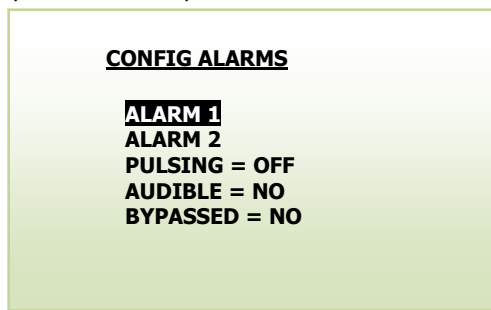 CONFIG ALARMS
ALARM 1
ALARM 2
PULSING = OFF
AUDIBLE = NO
BYPASSED = NO